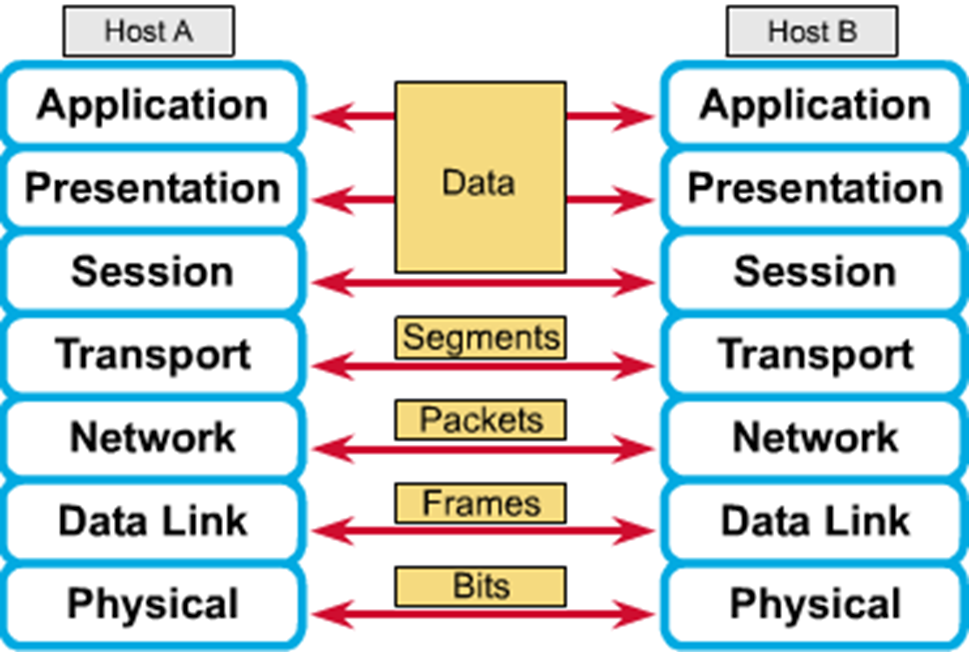 Host A
Host B
Application
Application
Presentation
Data
Presentation
Session
Session
Segments
Transport
Transport
Packets
Network
Network
Frames
Data Link
Data Link
Bits
Physical
Physical